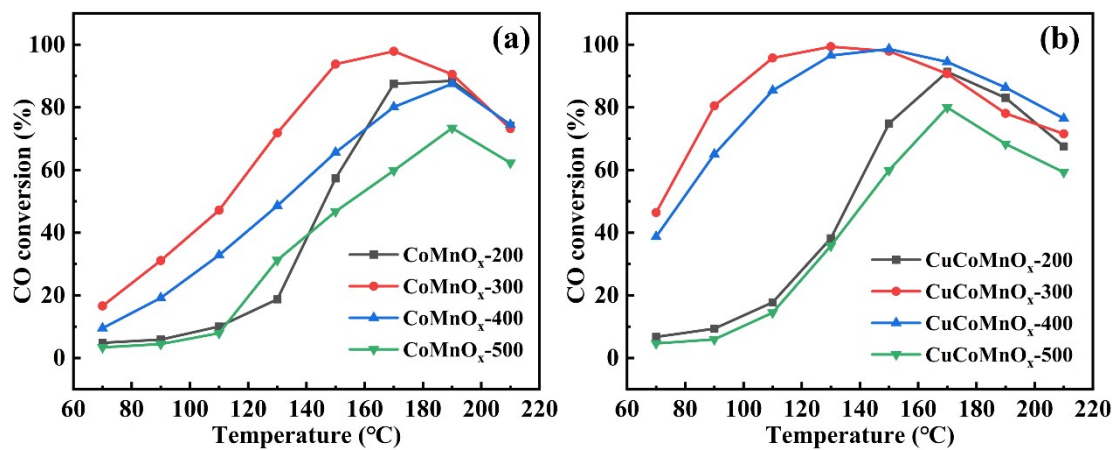 (a)
CO conversion (%)
100
80
60
40
20
0
CoMnOₓ-200
CoMnOₓ-300
CoMnOₓ-400
CoMnOₓ-500
60 80 100 120 140 160 180 200 220
Temperature (℃)
(b)
CO conversion (%)
100
80
60
40
20
0
CuCoMnOₓ-200
CuCoMnOₓ-300
CuCoMnOₓ-400
CuCoMnOₓ-500
60 80 100 120 140 160 180 200 220
Temperature (℃)